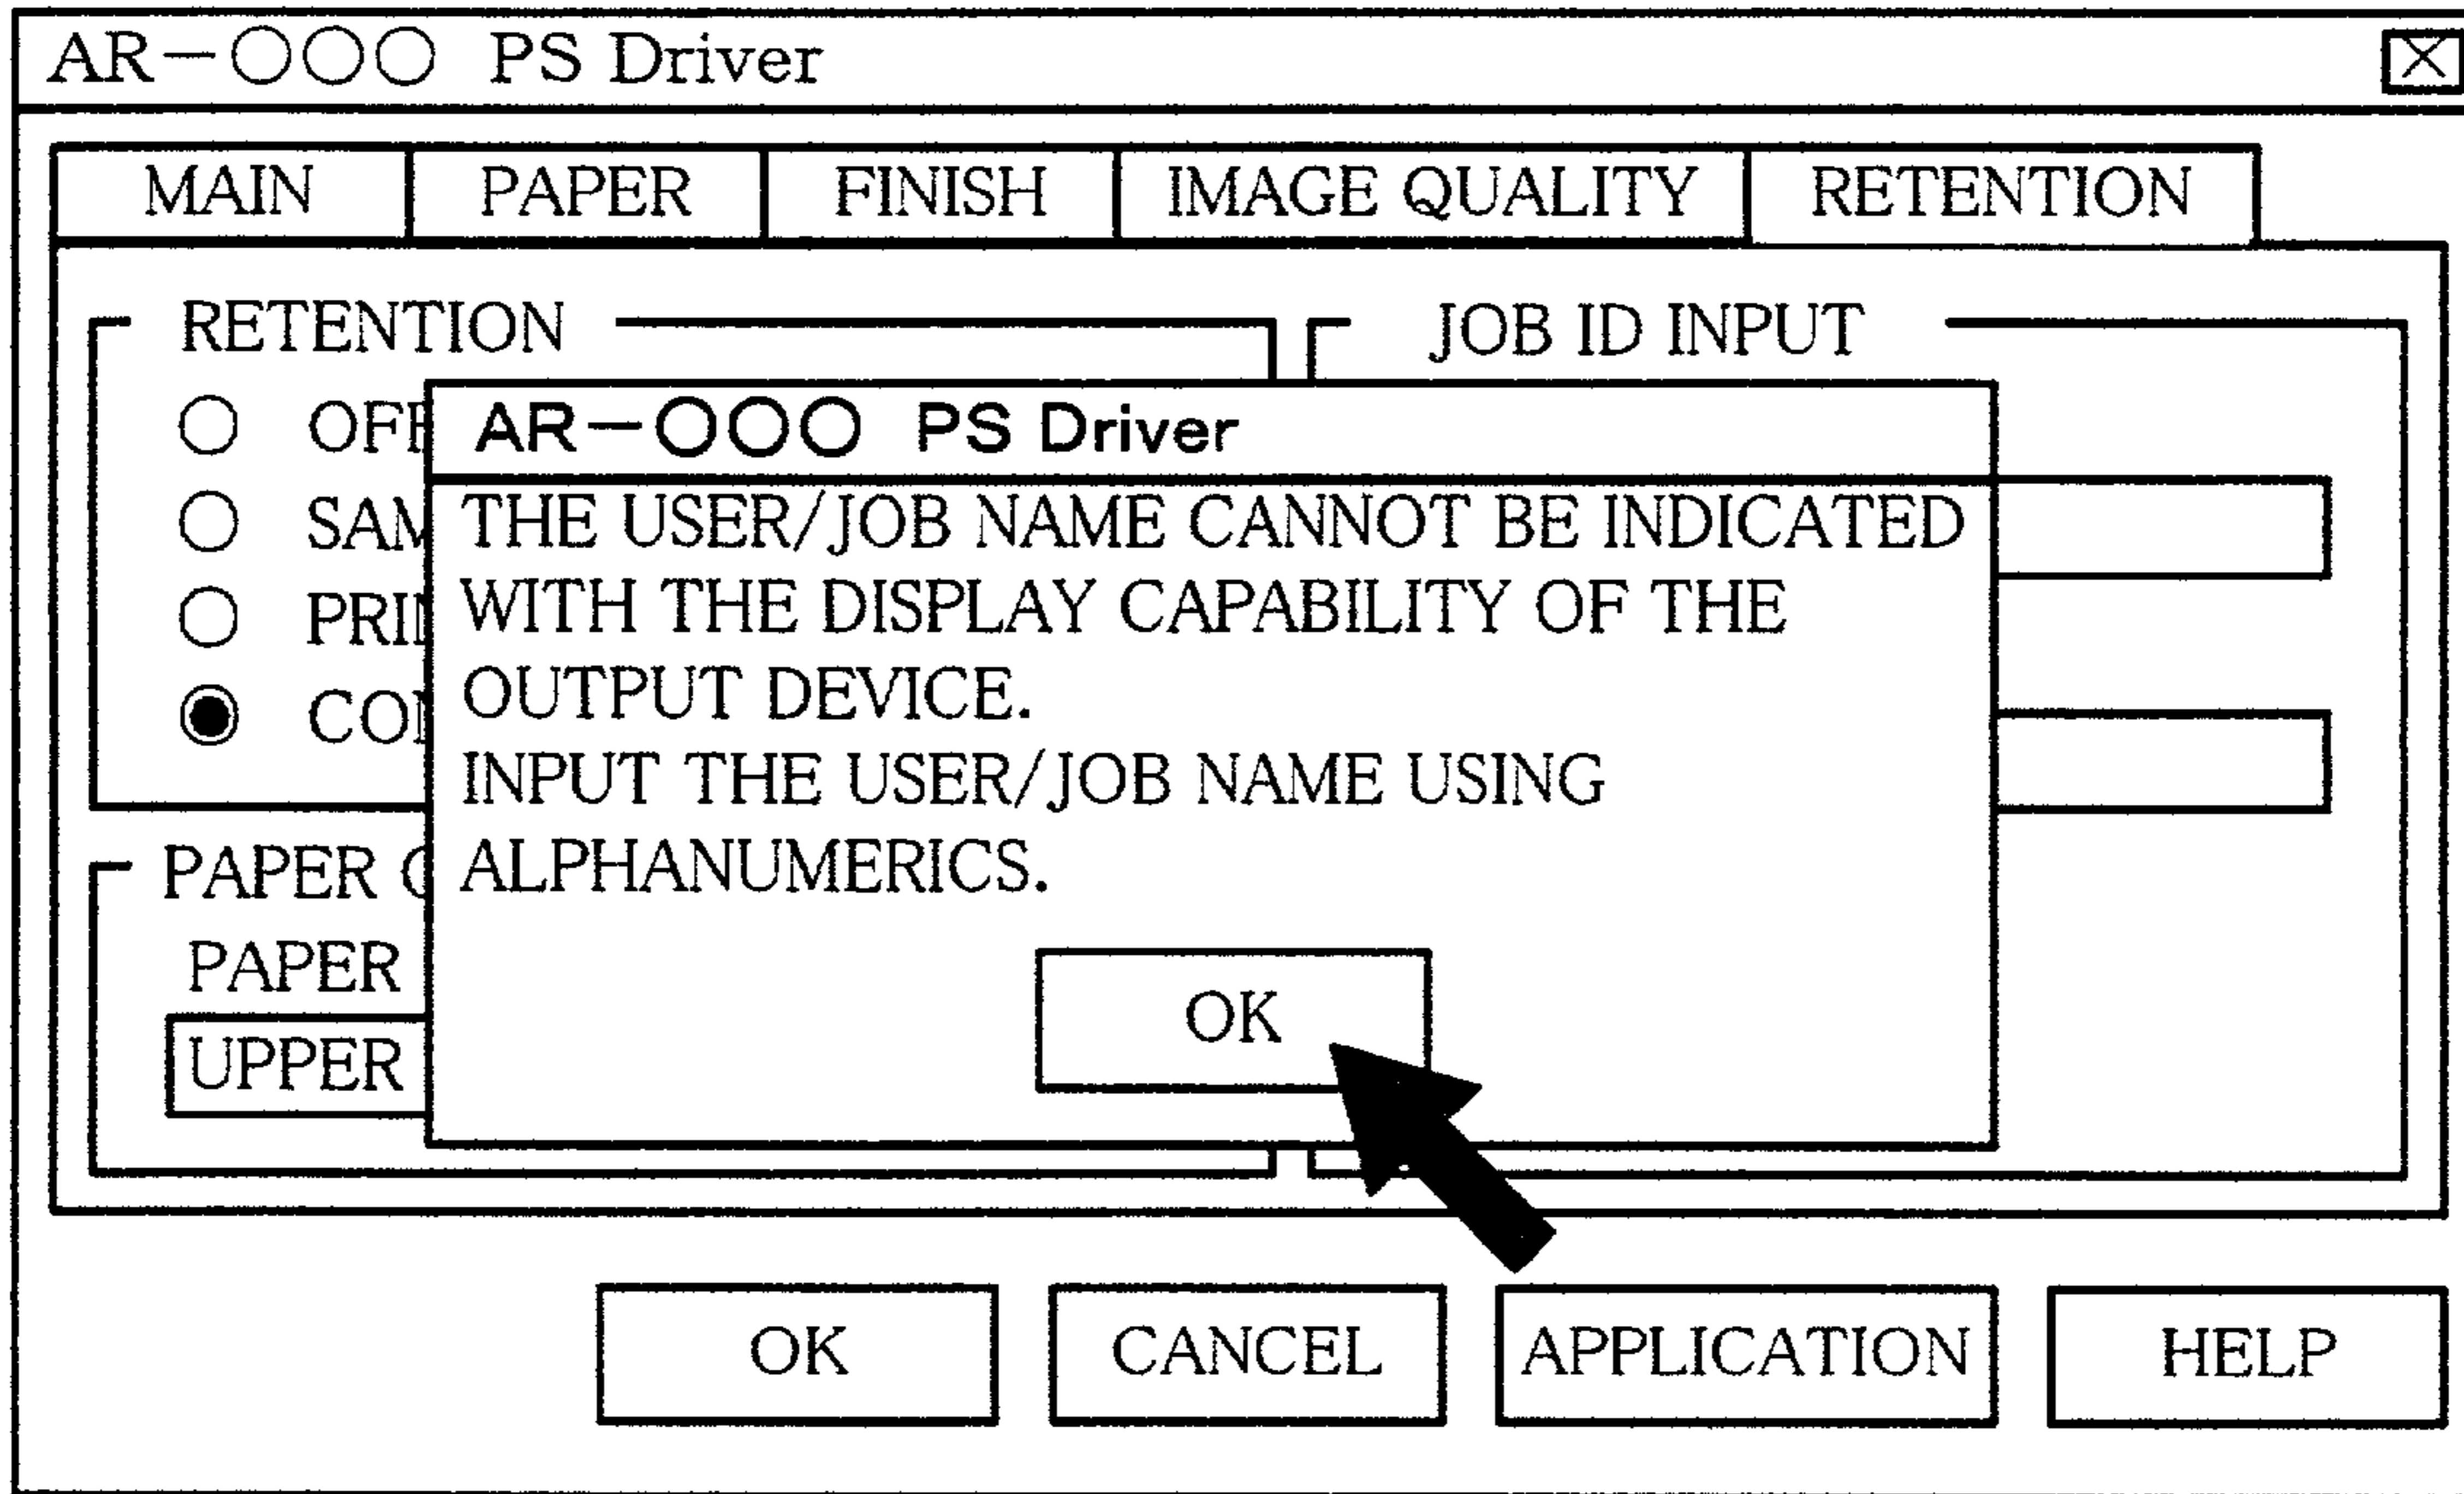 AR－○○○ PS Driver
MAIN PAPER FINISH IMAGE QUALITY RETENTION
RETENTION
JOB ID INPUT
AR－○○○ PS Driver
THE USER/JOB NAME CANNOT BE INDICATED
WITH THE DISPLAY CAPABILITY OF THE
OUTPUT DEVICE.
INPUT THE USER/JOB NAME USING
ALPHANUMERICS.
OK
PAPER
PAPER
UPPER
OK CANCEL APPLICATION HELP